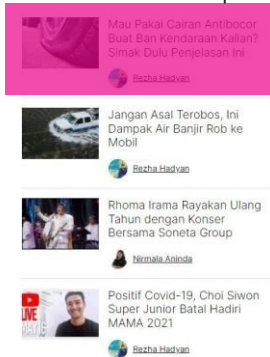 Mau Pakai Cairan Antibocor
Buat Ban Kendaraan Kalian?
Simak Dulu Penjelasan Ini
Rezha Hadyan
Jangan Asal Terobos, Ini
Dampak Air Banjir Rob ke
Mobil
Rezha Hadyan
Rhoma Irama Rayakan Ulang
Tahun dengan Konser
Bersama Soneta Group
Nirmala Aninda
Positif Covid-19, Choi Siwon
Super Junior Batal Hadiri
MAMA 2021
LIVE
Rezha Hadyan